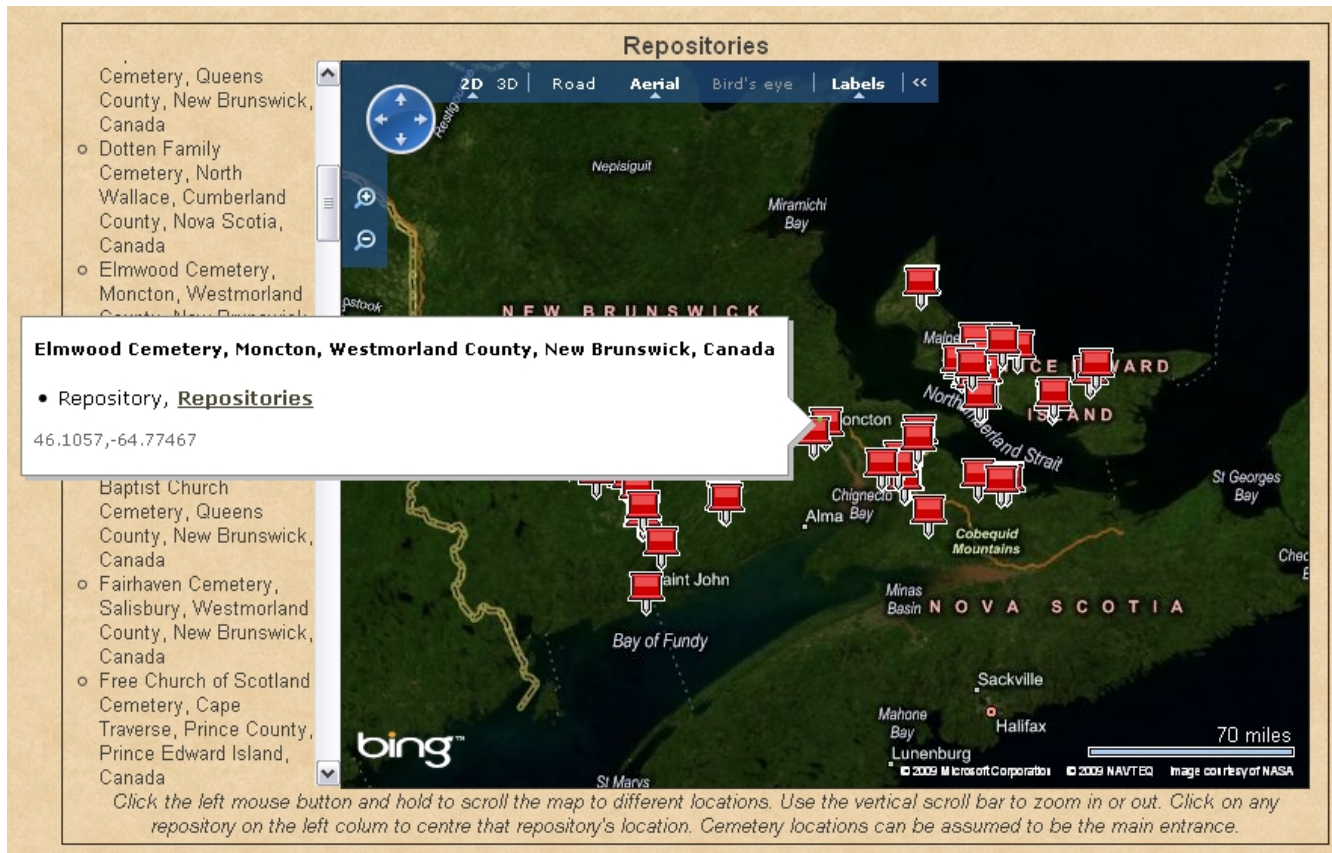 Repositories
Cemetery, Queens
County, New Brunswick,
Canada
Dotten Family
Cemetery, North
Wallace, Cumberland
County, Nova Scotia,
Canada
Elmwood Cemetery,
Moncton, Westmorland
County, New Brunswick
Elmwood Cemetery, Moncton, Westmorland County, New Brunswick, Canada
• Repository, Repositories
46.1057,-64.77467
Baptist Church
Cemetery, Queens
County, New Brunswick,
Canada
Fairhaven Cemetery,
Salisbury, Westmorland
County, New Brunswick,
Canada
Free Church of Scotland
Cemetery, Cape
Traverse, Prince County,
Prince Edward Island,
Canada
2D 3D Road Aerial Bird's eye Labels <<
Nepisiguit
Miramichi
Bay
NEW BRUNSWICK
ARD
ISLAND
Northumberland Strait
oncton
St Georges
Bay
Chignecto
Bay
Alma
Cobequid
Mountains
aint John
Minas
Basin
NOVA SCOTIA
Bay of Fundy
Sackville
Halifax
Mahone
Bay
Lunenburg
St Marys
70 miles
bing™
© 2009 Microsoft Corporation © 2009 NAVTEQ Image courtesy of NASA
Click the left mouse button and hold to scroll the map to different locations. Use the vertical scroll bar to zoom in or out. Click on any
repository on the left colum to centre that repository's location. Cemetery locations can be assumed to be the main entrance.